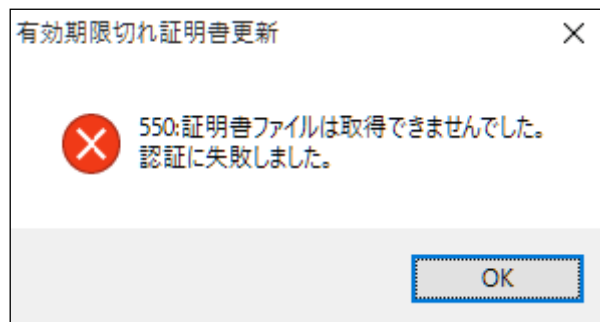 有効期限切れ証明書更新
550:証明書ファイルは取得できませんでした。
認証に失敗しました。
OK